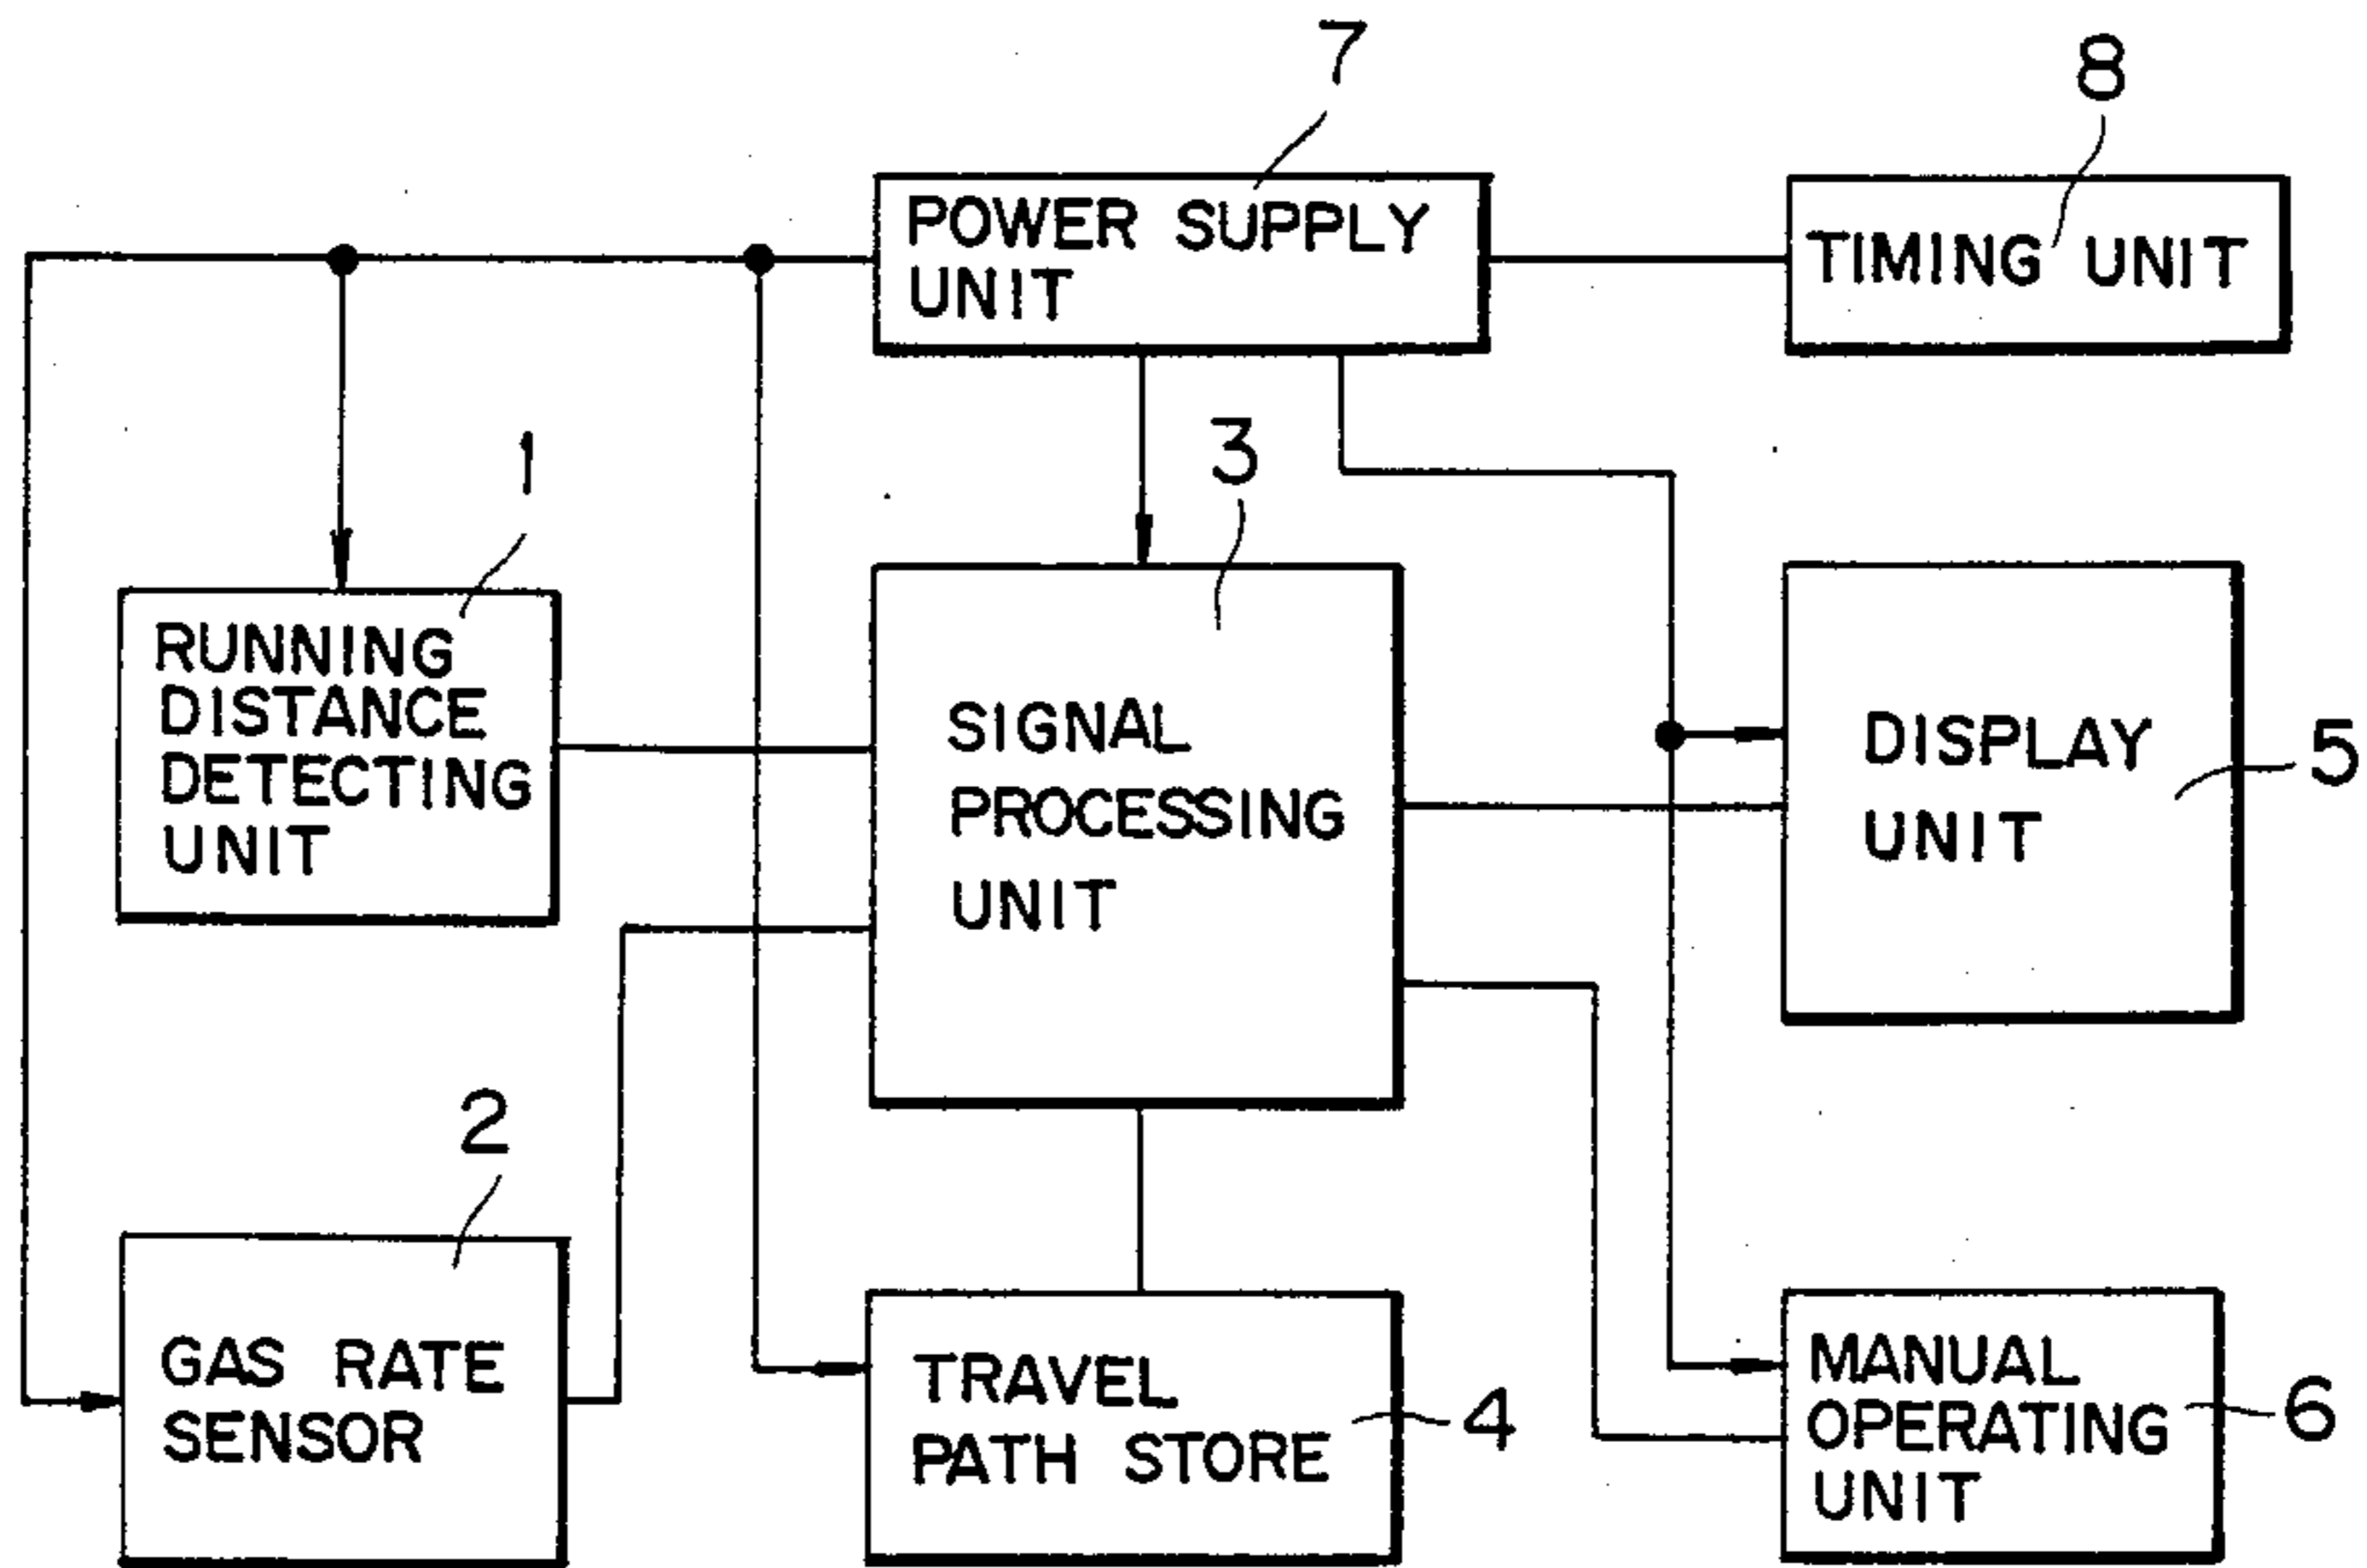 7
8
POWER SUPPLY
UNIT
TIMING UNIT
1
3
RUNNING
DISTANCE
DETECTING
UNIT
SIGNAL
PROCESSING
UNIT
DISPLAY
UNIT
5
2
GAS RATE
SENSOR
TRAVEL
PATH STORE
4
MANUAL
OPERATING
UNIT
6